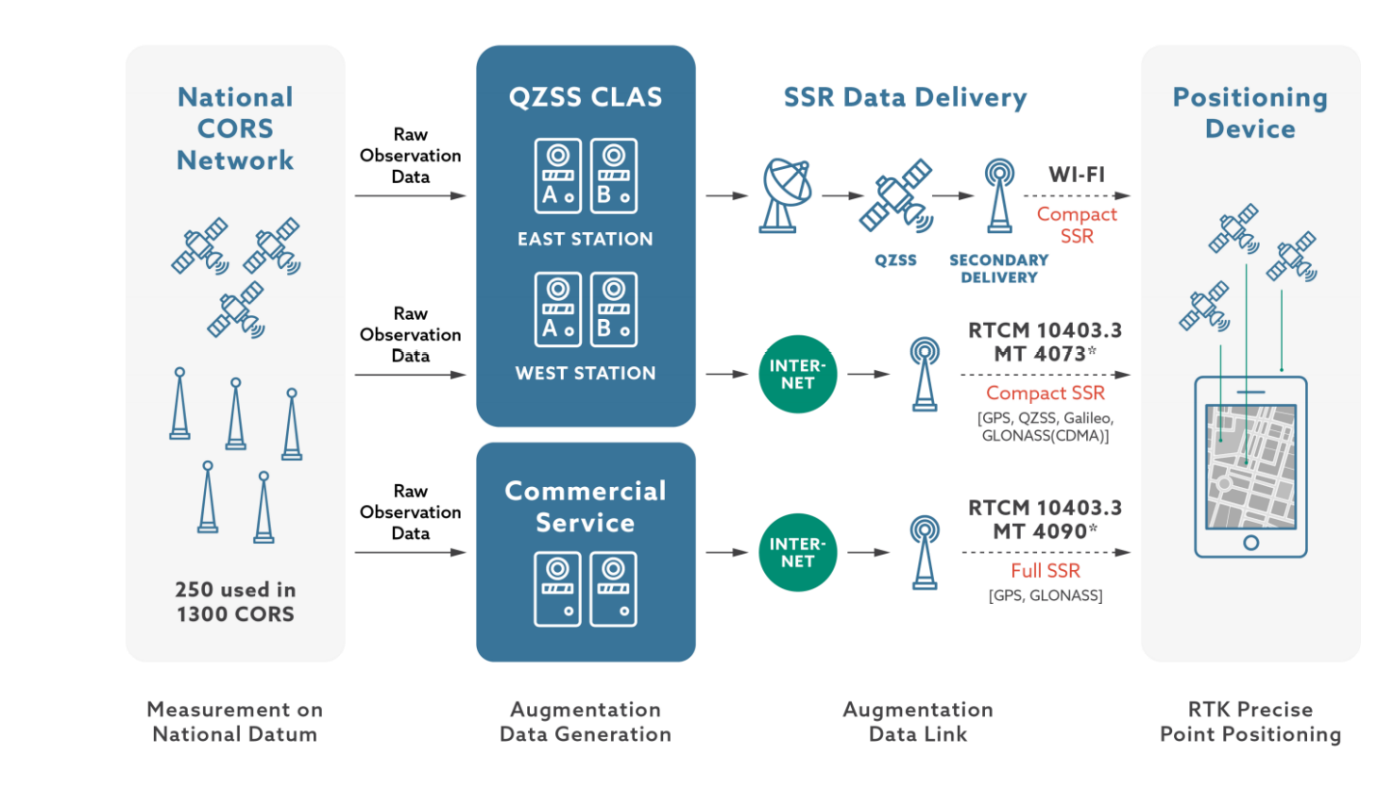 National
CORS
Network
250 used in
1300 CORS
Measurement on
National Datum
Raw
Observation
Data
Raw
Observation
Data
Raw
Observation
Data
QZSS CLAS
A B
EAST STATION
A B
WEST STATION
Commercial
Service
Augmentation
Data Generation
SSR Data Delivery
QZSS
SECONDARY
DELIVERY
WI-FI
Compact
SSR
INTER-
NET
RTCM 10403.3
MT 4073*
Compact SSR
[GPS, QZSS, Galileo,
GLONASS(CDMA)]
INTER-
NET
RTCM 10403.3
MT 4090*
Full SSR
[GPS, GLONASS]
Augmentation
Data Link
Positioning
Device
RTK Precise
Point Positioning